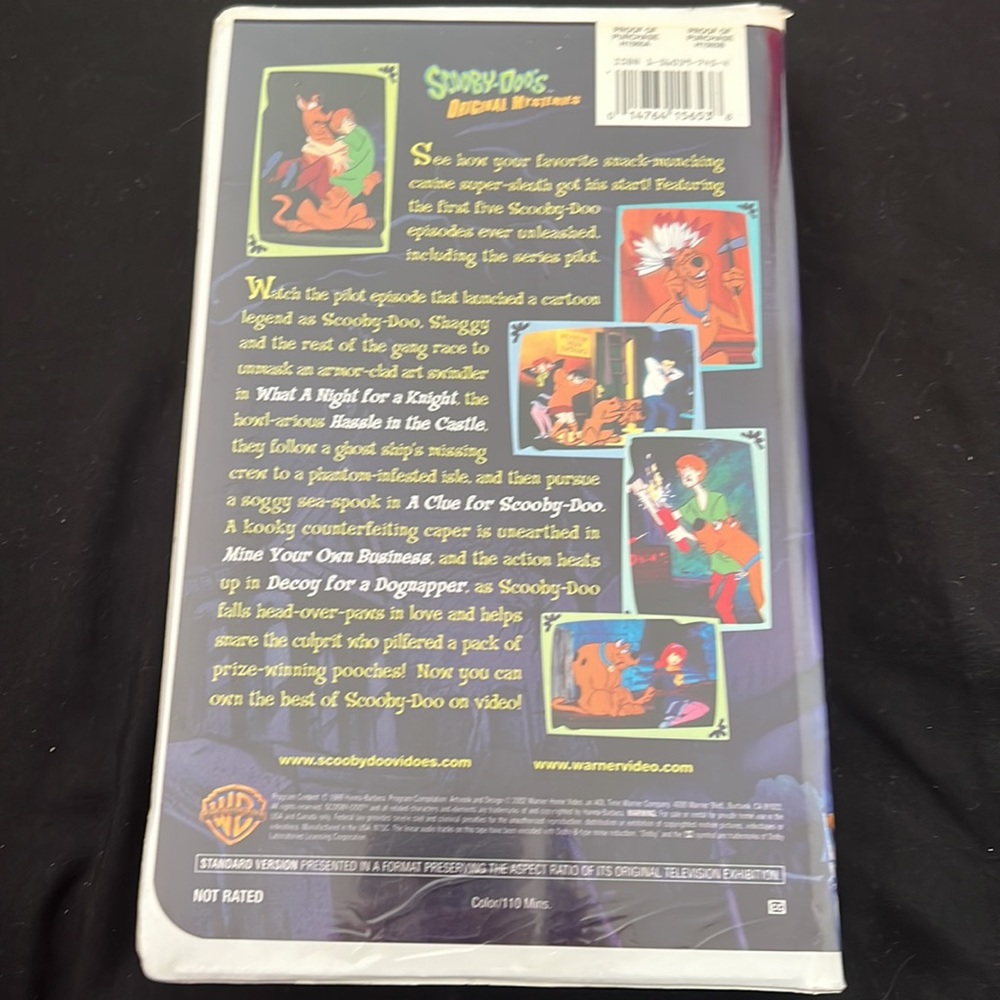 PROOF OF PURCHASE
PROOF OF PURCHASE
ISBN
0 14764 15653 8
SCOOBY-DOO'S
ORIGINAL MYSTERIES
See how your favorite snack-munching
canine super-sleuth got his start! Featuring
the first five Scooby-Doo
episodes ever unleashed,
including the series pilot.
Watch the pilot episode that launched a cartoon
legend as Scooby-Doo, Shaggy
and the rest of the gang race to
unmask an armor-clad art swindler
in What A Night for a Knight, the
howl-arious Hassle in the Castle,
they follow a ghost ship's missing
crew to a phantom-infested isle, and then pursue
a soggy sea-spook in A Clue for Scooby-Doo.
A kooky counterfeiting caper is unearthed in
Mine Your Own Business, and the action heats
up in Decoy for a Dognapper, as Scooby-Doo
falls head-over-paws in love and helps
snare the culprit who pilfered a pack of
prize-winning pooches! Now you can
own the best of Scooby-Doo on video!
www.scoobydoovidoes.com
www.warnervideo.com
WB
STANDARD VERSION PRESENTED IN A FORMAT PRESERVING THE ASPECT RATIO OF ITS ORIGINAL TELEVISION EXHIBITION
NOT RATED
Color/110 Mins.